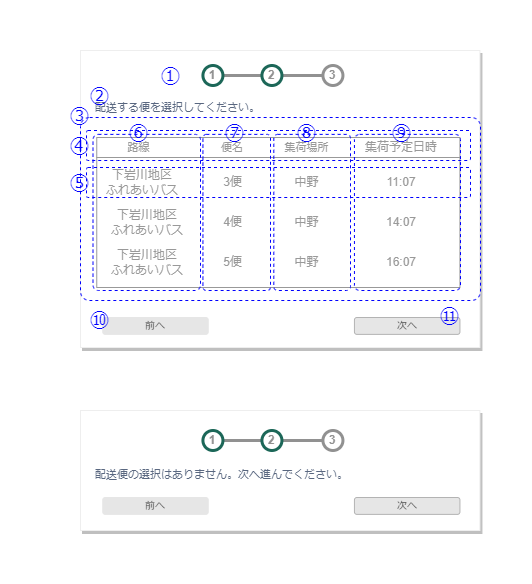 ① 1 2 3
②
配送する便を選択してください。
③
⑥ ⑦ ⑧ ⑨
④ 路線 便名 集荷場所 集荷予定日時
下岩川地区
⑤ ふれあいバス 3便 中野 11:07
下岩川地区
ふれあいバス 4便 中野 14:07
下岩川地区
ふれあいバス 5便 中野 16:07
⑩ 前へ 次へ ⑪
1 2 3
配送便の選択はありません。次へ進んでください。
前へ 次へ